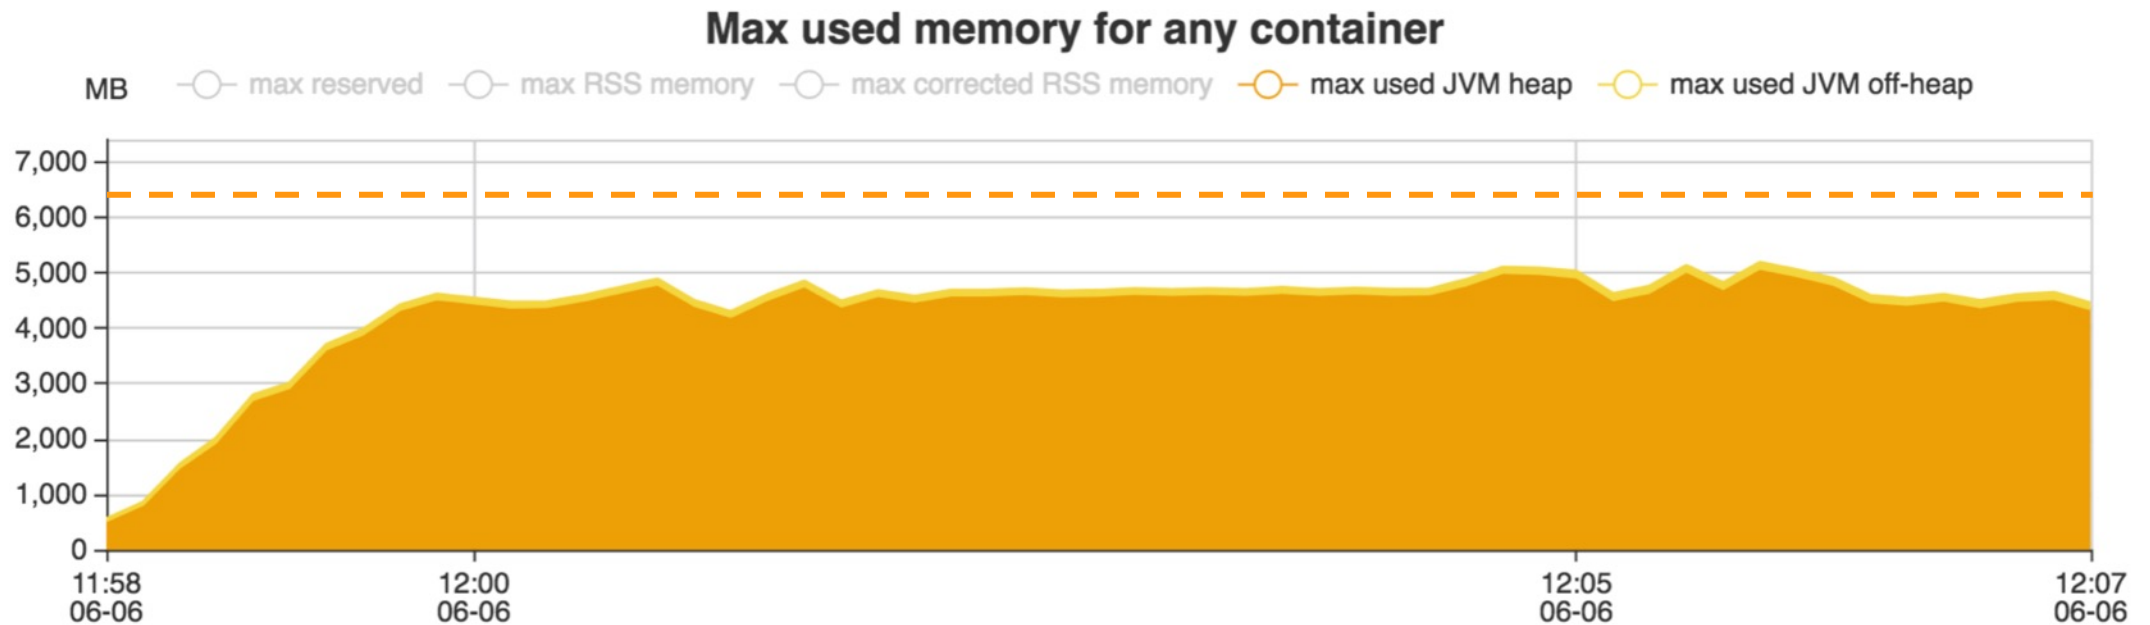 Max used memory for any container
MB max reserved max RSS memory max corrected RSS memory max used JVM heap max used JVM off-heap
7,000
6,000
5,000
4,000
3,000
2,000
1,000
0
11:58 12:00 12:05 12:07
06-06 06-06 06-06 06-06